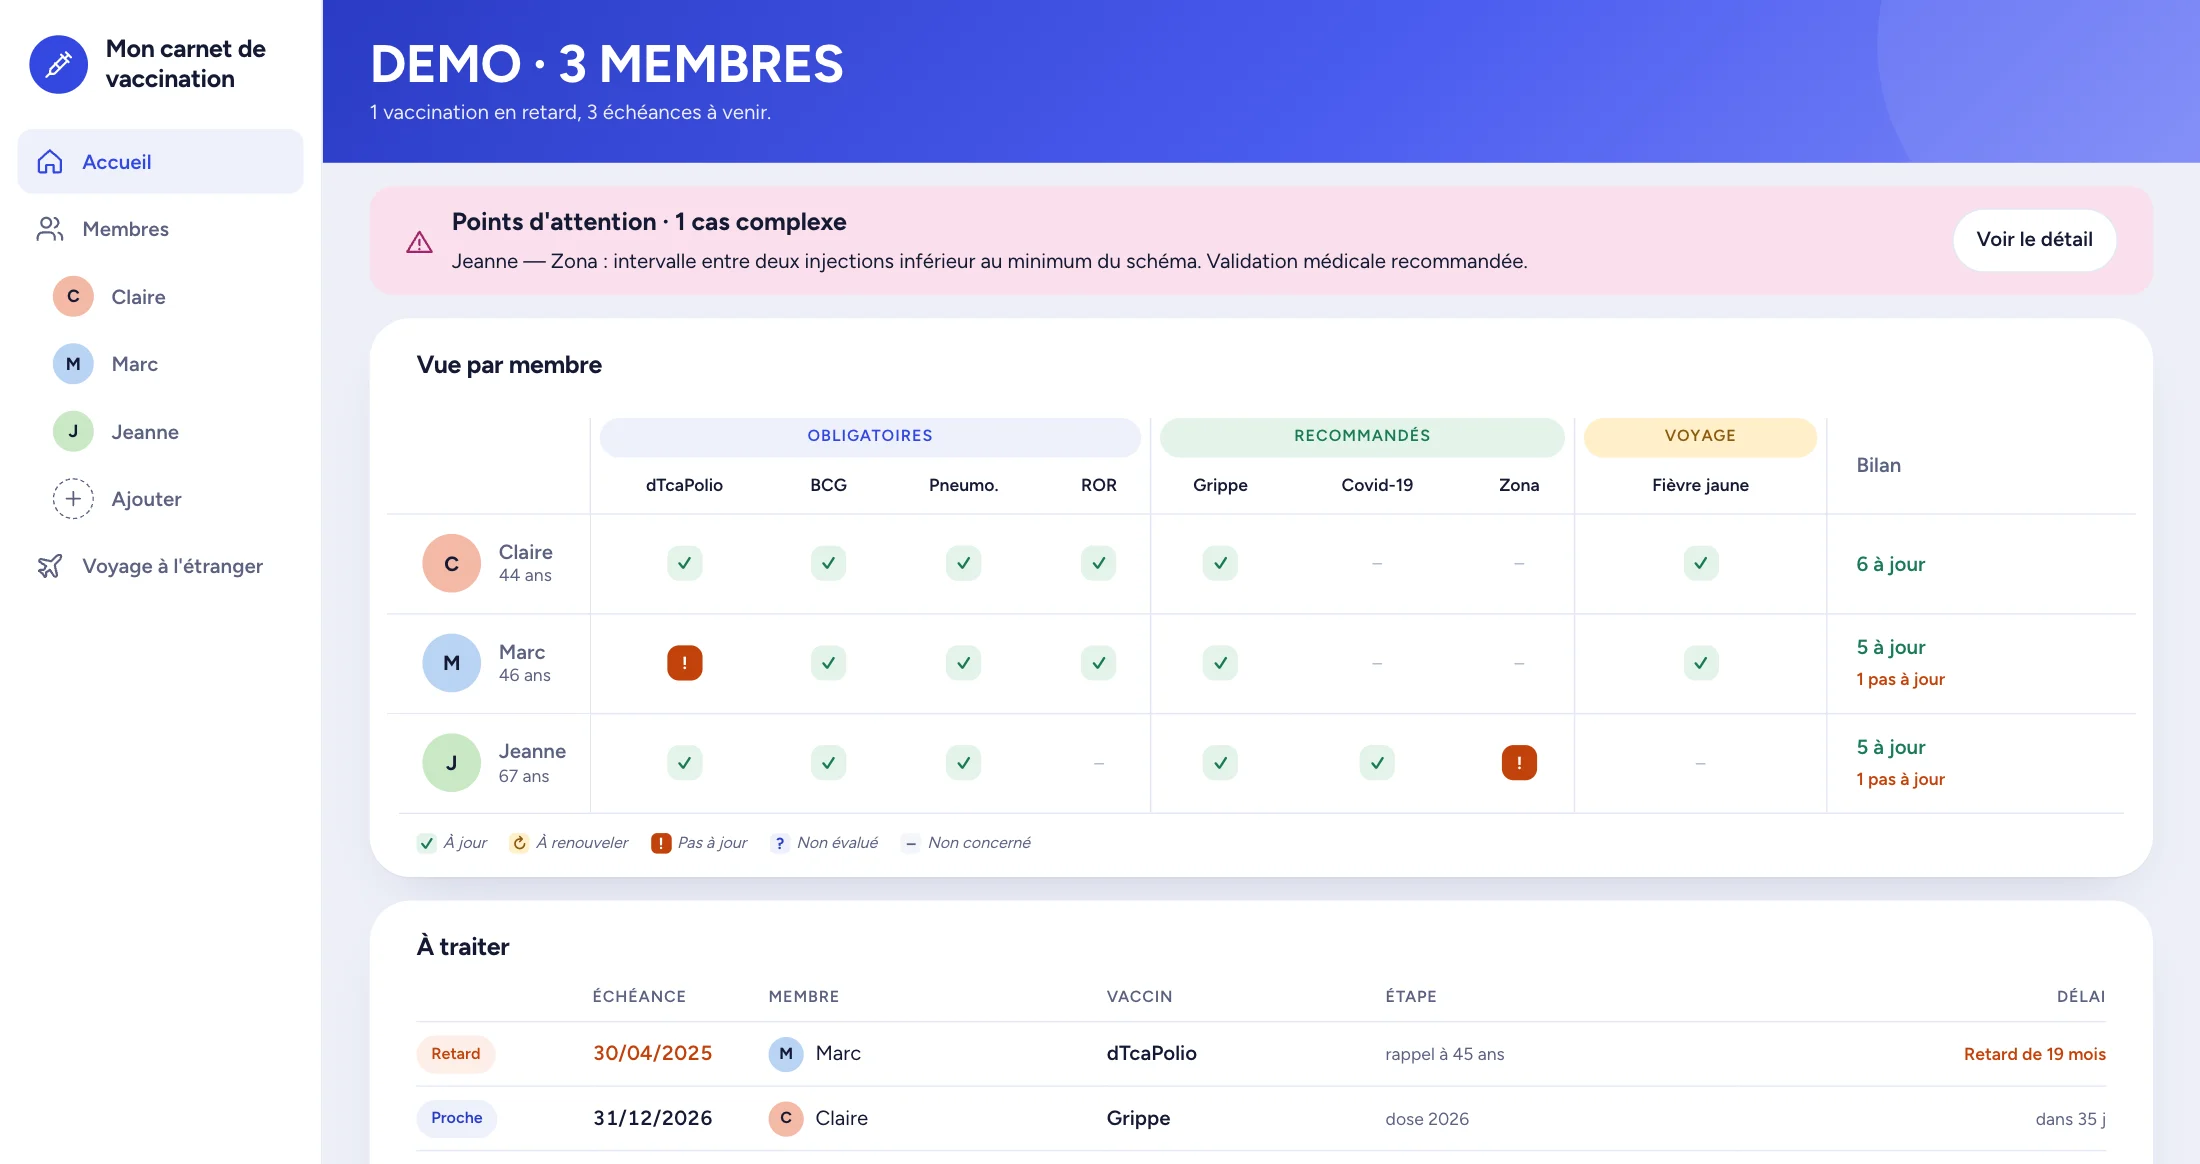 Mon carnet de
vaccination
Accueil
Membres
C Claire
M Marc
J Jeanne
+ Ajouter
Voyage à l'étranger
DEMO · 3 MEMBRES
1 vaccination en retard, 3 échéances à venir.
Points d'attention · 1 cas complexe
Jeanne — Zona : intervalle entre deux injections inférieur au minimum du schéma. Validation médicale recommandée.
Voir le détail
Vue par membre
OBLIGATOIRES RECOMMANDÉS VOYAGE Bilan
dTcaPolio BCG Pneumo. ROR Grippe Covid-19 Zona Fièvre jaune
C Claire
44 ans
✓ ✓ ✓ ✓ ✓ – – ✓ 6 à jour
M Marc
46 ans
! ✓ ✓ ✓ ✓ – – ✓ 5 à jour
1 pas à jour
J Jeanne
67 ans
✓ ✓ ✓ – ✓ ✓ ! – 5 à jour
1 pas à jour
✓ À jour À renouveler ! Pas à jour ? Non évalué – Non concerné
À traiter
ÉCHÉANCE MEMBRE VACCIN ÉTAPE DÉLAI
Retard 30/04/2025 M Marc dTcaPolio rappel à 45 ans Retard de 19 mois
Proche 31/12/2026 C Claire Grippe dose 2026 dans 35 j